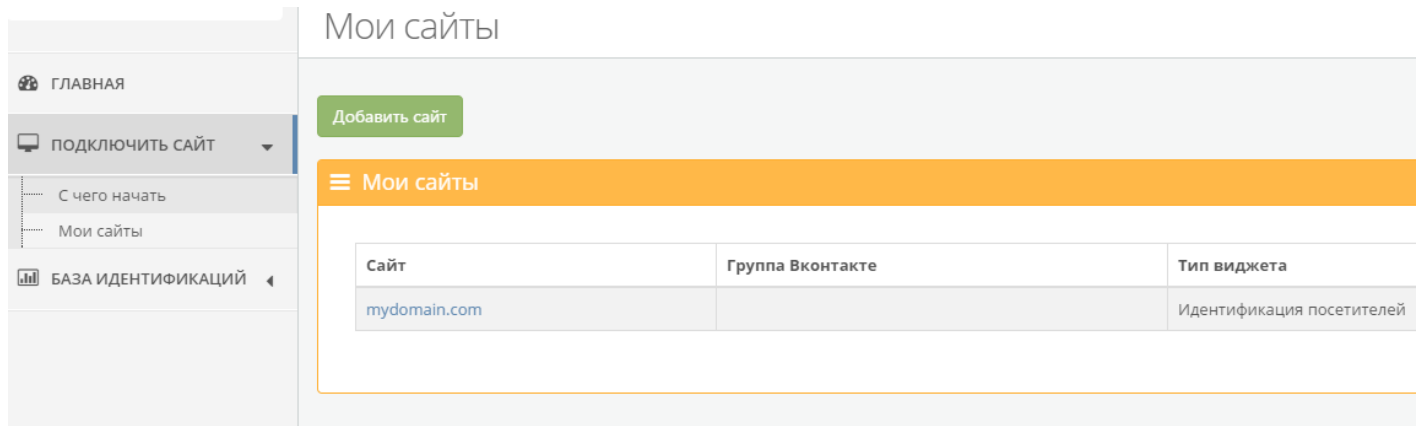 Мои сайты
ГЛАВНАЯ
ПОДКЛЮЧИТЬ САЙТ
С чего начать
Мои сайты
БАЗА ИДЕНТИФИКАЦИЙ
Добавить сайт
Мои сайты
Сайт Группа Вконтакте Тип виджета
mydomain.com Идентификация посетителей